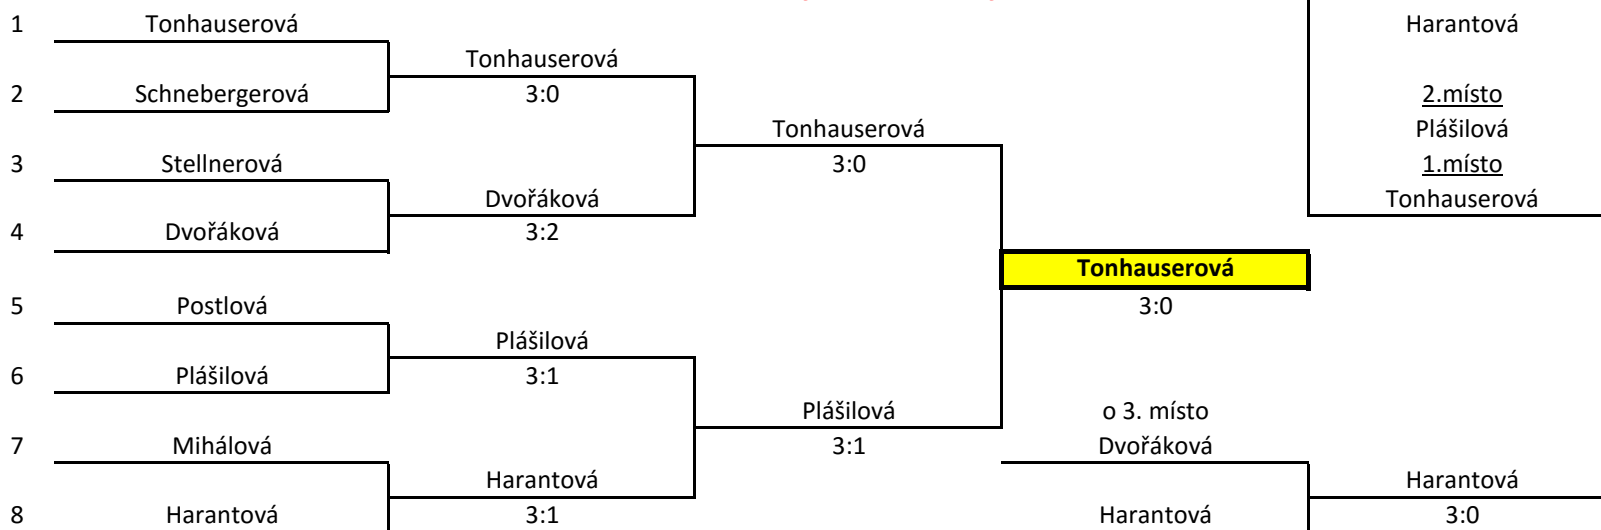 1 Tonhauserová Harantová
Tonhauserová
2 Schnebergerová 3:0 2.místo
Tonhauserová Plášilová
3 Stellnerová 3:0 1.místo
Dvořáková Tonhauserová
4 Dvořáková 3:2
Tonhauserová
5 Postlová 3:0
Plášilová
6 Plášilová 3:1
Plášilová o 3. místo
7 Mihálová 3:1 Dvořáková
Harantová Harantová
8 Harantová 3:1 Harantová 3:0